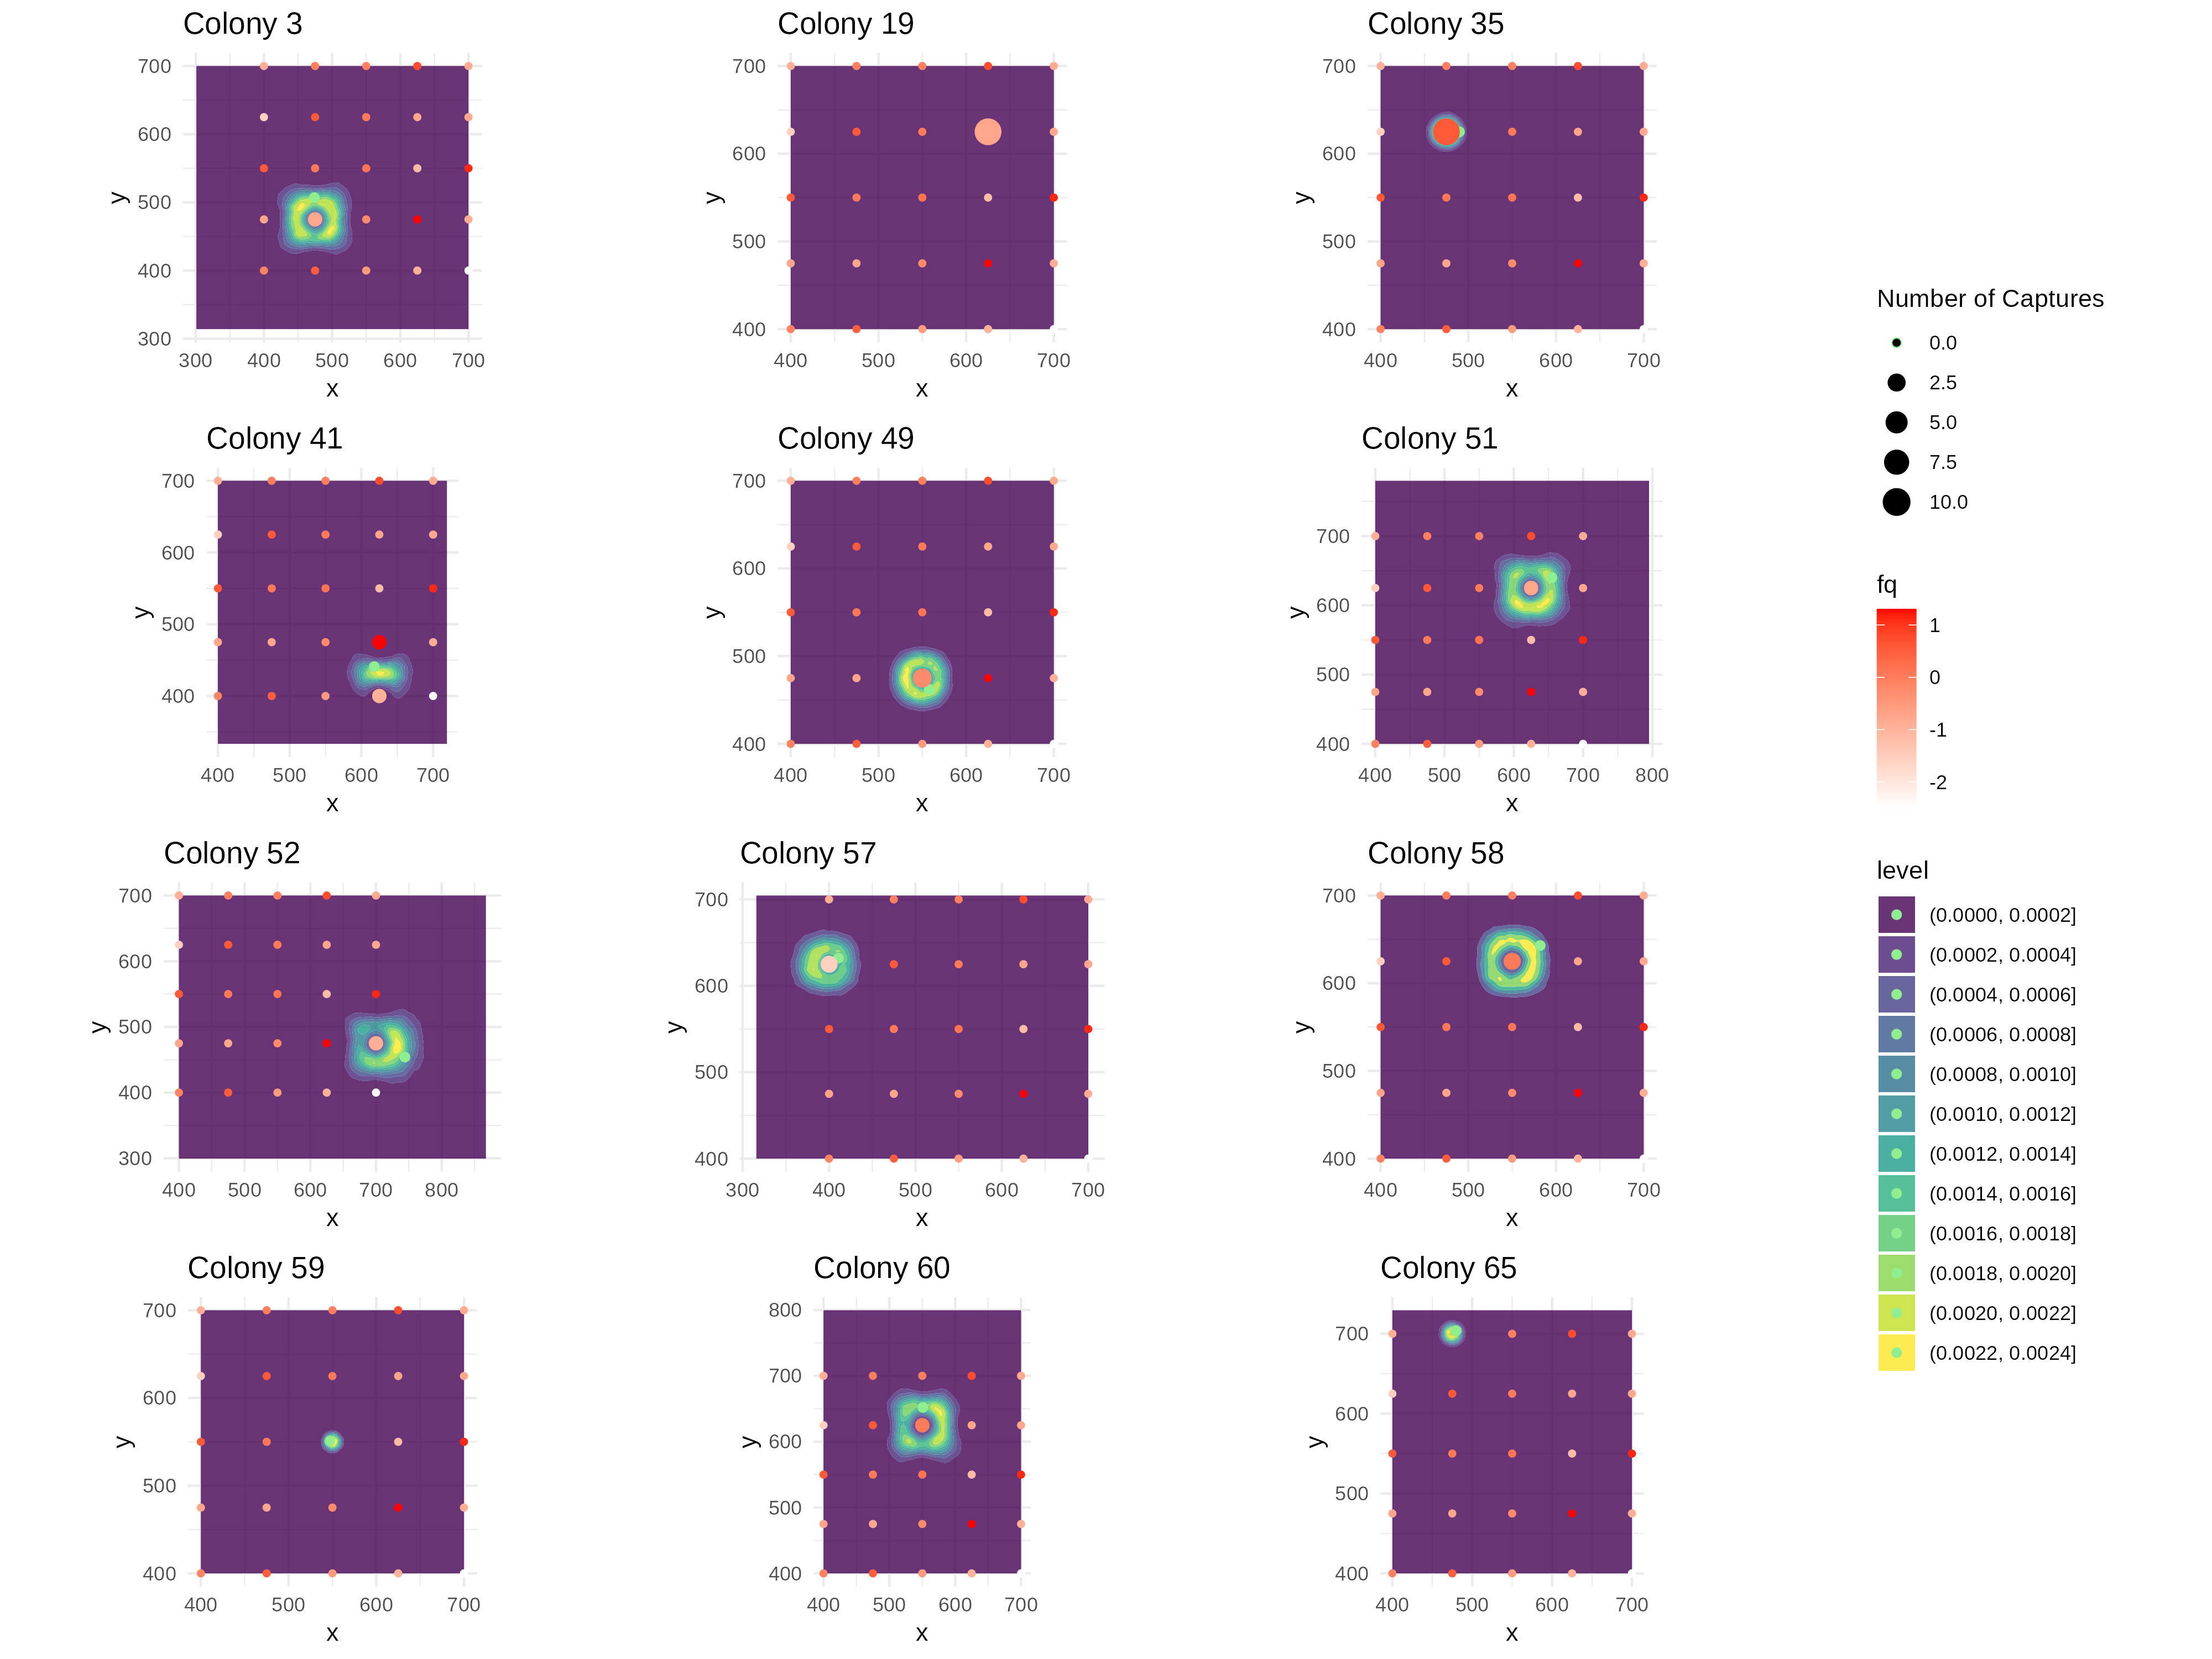 Colony 3
700
600
500
400
300
y
300 400 500 600 700
x
Colony 19
700
600
500
400
y
400 500 600 700
x
Colony 35
700
600
500
400
y
400 500 600 700
x
Colony 41
700
600
500
400
y
400 500 600 700
x
Colony 49
700
600
500
400
y
400 500 600 700
x
Colony 51
700
600
500
400
y
400 500 600 700 800
x
Colony 52
700
600
500
400
300
y
400 500 600 700 800
x
Colony 57
700
600
500
400
y
300 400 500 600 700
x
Colony 58
700
600
500
400
y
400 500 600 700
x
Colony 59
700
600
500
400
y
400 500 600 700
x
Colony 60
800
700
600
500
400
y
400 500 600 700
x
Colony 65
700
600
500
400
y
400 500 600 700
x
Number of Captures
0.0
2.5
5.0
7.5
10.0
fq
1
0
-1
-2
level
(0.0000, 0.0002]
(0.0002, 0.0004]
(0.0004, 0.0006]
(0.0006, 0.0008]
(0.0008, 0.0010]
(0.0010, 0.0012]
(0.0012, 0.0014]
(0.0014, 0.0016]
(0.0016, 0.0018]
(0.0018, 0.0020]
(0.0020, 0.0022]
(0.0022, 0.0024]